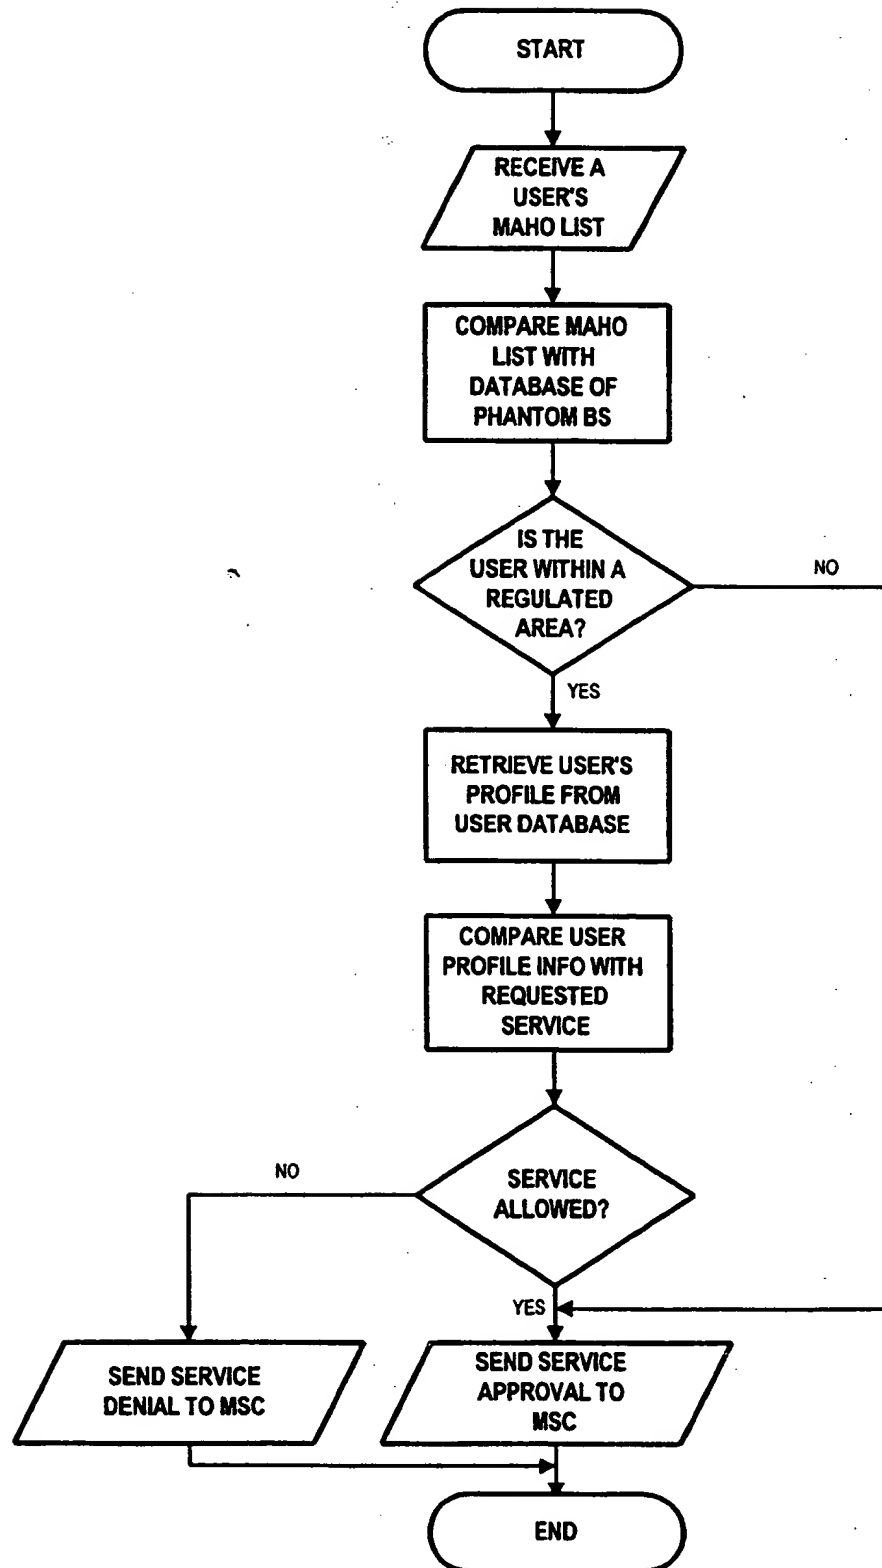 START
RECEIVE A
USER'S
MAHO LIST
COMPARE MAHO
LIST WITH
DATABASE OF
PHANTOM BS
IS THE
USER WITHIN A
REGULATED
AREA?
NO
YES
RETRIEVE USER'S
PROFILE FROM
USER DATABASE
COMPARE USER
PROFILE INFO WITH
REQUESTED
SERVICE
SERVICE
ALLOWED?
NO
YES
SEND SERVICE
DENIAL TO MSC
SEND SERVICE
APPROVAL TO
MSC
END